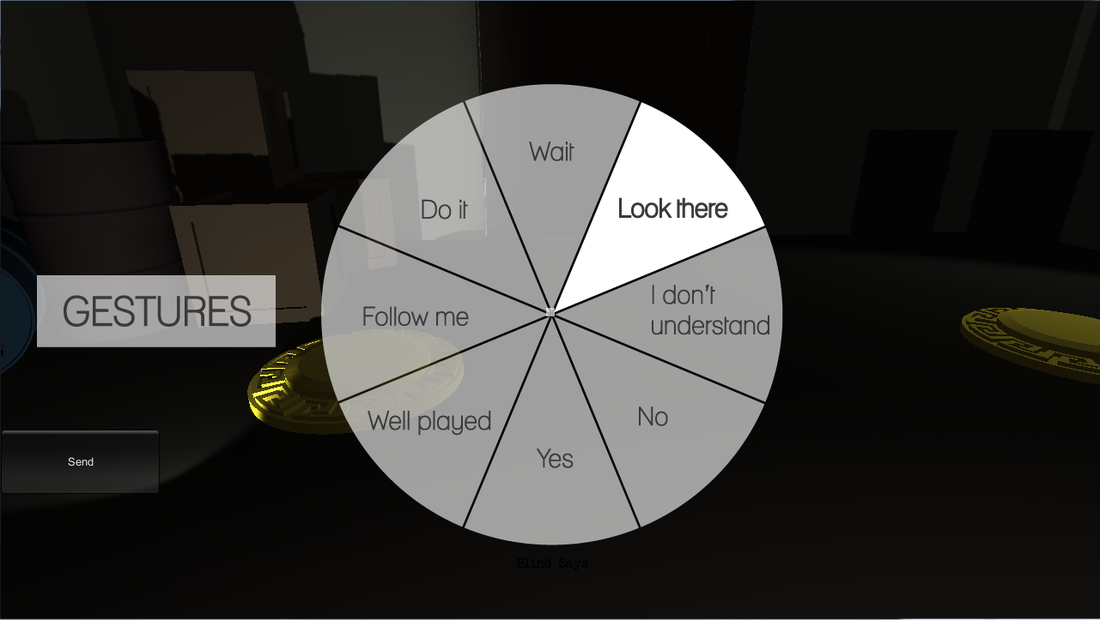 Wait
Do it
Look there
I don't
understand
GESTURES
Follow me
Well played
No
Yes
Send
Blind Says